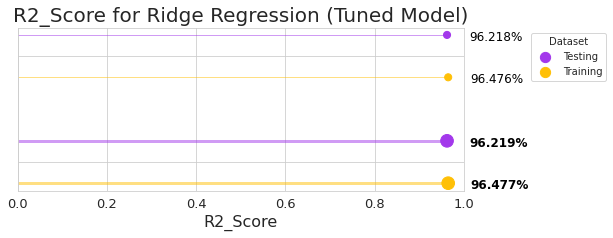 R2_Score for Ridge Regression (Tuned Model)
96.218%
96.476%
96.219%
96.477%
Dataset
Testing
Training
0.0 0.2 0.4 0.6 0.8 1.0
R2_Score